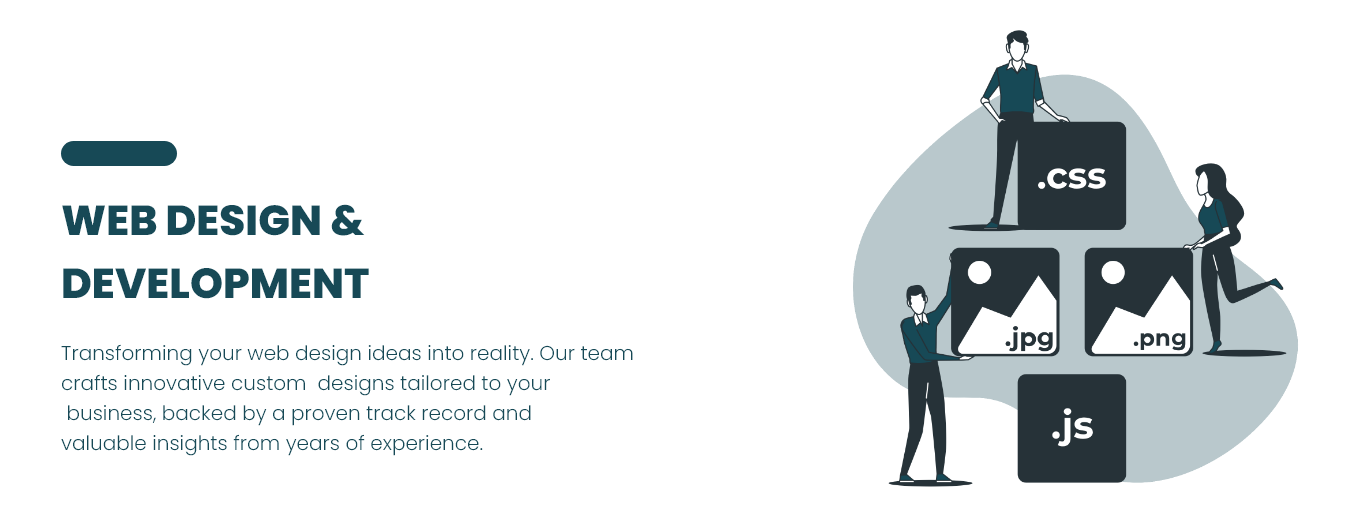 WEB DESIGN &
DEVELOPMENT
Transforming your web design ideas into reality. Our team
crafts innovative custom  designs tailored to your
 business, backed by a proven track record and
valuable insights from years of experience.
.css
.jpg
.png
.js